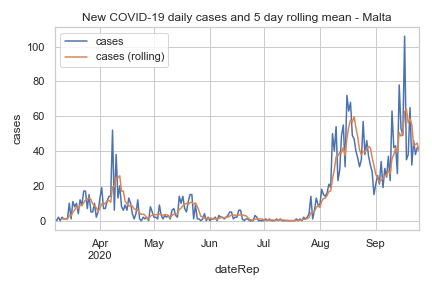 New COVID-19 daily cases and 5 day rolling mean - Malta
cases
cases (rolling)
100
80
60
40
20
0
cases
Apr
2020
May
Jun
Jul
Aug
Sep
dateRep